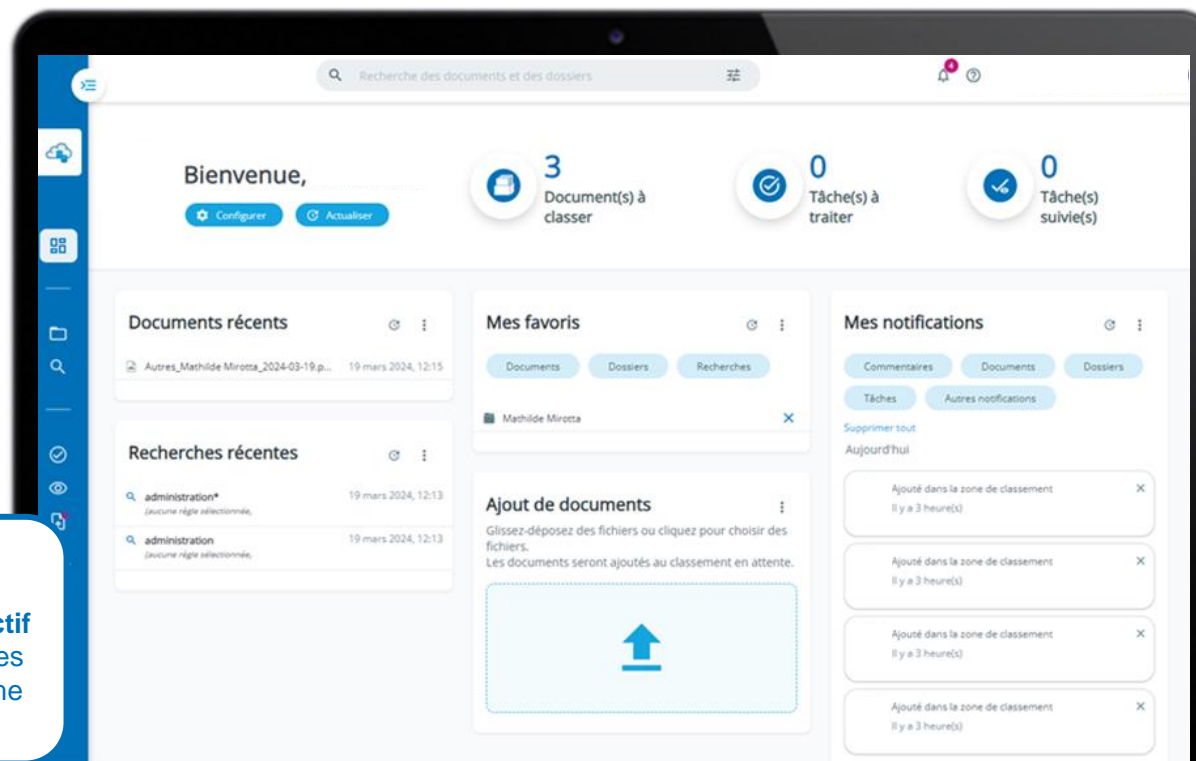 Recherche des documents et des dossiers
4
Bienvenue,
Configurer
Actualiser
3
Document(s) à
classer
0
Tâche(s) à
traiter
0
Tâche(s)
suivie(s)
Documents récents
Autres_Mathilde Mirotta_2024-03-19.p... 19 mars 2024, 12:15
Recherches récentes
administration* 19 mars 2024, 12:13
(aucune règle sélectionnée,
administration 19 mars 2024, 12:13
(aucune règle sélectionnée,
Mes favoris
Documents Dossiers Recherches
Mathilde Mirotta
Ajout de documents
Glissez-déposez des fichiers ou cliquez pour choisir des
fichiers.
Les documents seront ajoutés au classement en attente.
Mes notifications
Commentaires Documents Dossiers
Tâches Autres notifications
Supprimer tout
Aujourd'hui
Ajouté dans la zone de classement
Il y a 3 heure(s)
Ajouté dans la zone de classement
Il y a 3 heure(s)
Ajouté dans la zone de classement
Il y a 3 heure(s)
Ajouté dans la zone de classement
Il y a 3 heure(s)